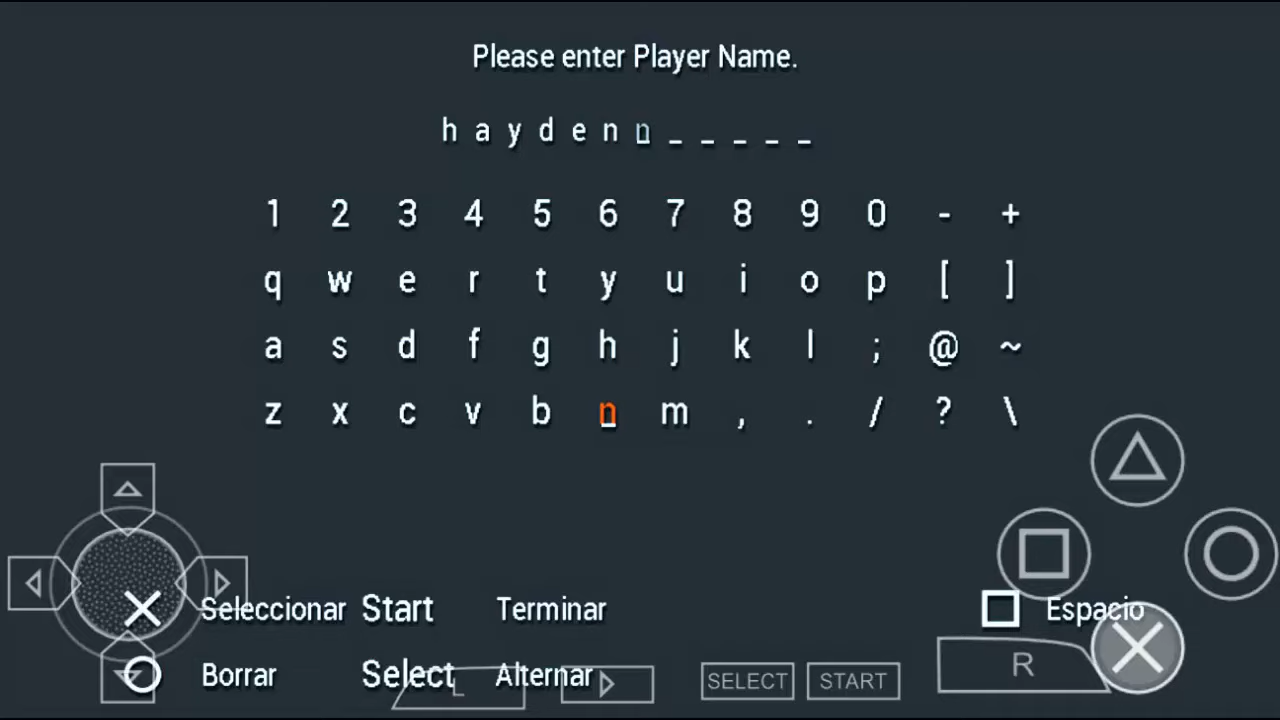 Please enter Player Name.
h a y d e n n _ _ _ _ _
1 2 3 4 5 6 7 8 9 0 - +
q w e r t y u i o p [ ]
a s d f g h j k l ; @ ~
z x c v b n m , . / ? \
Seleccionar Start Terminar Espacio
Borrar Select Alternar
L SELECT START R